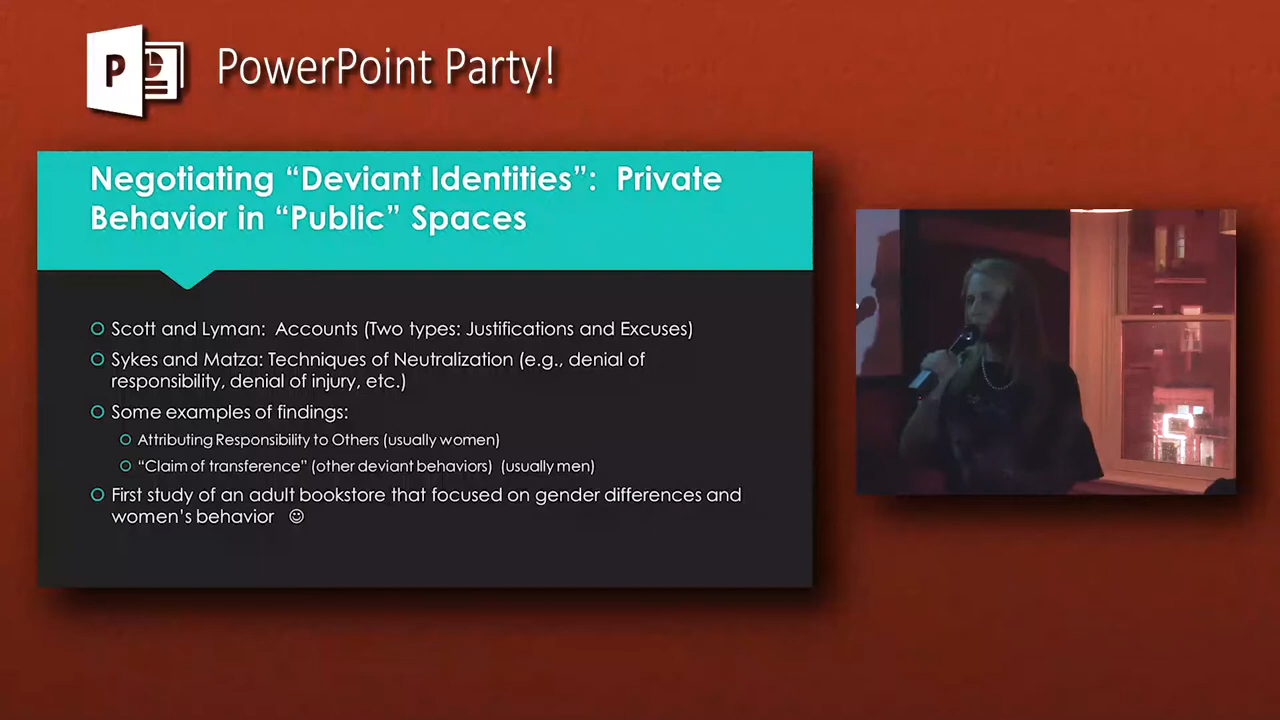 P
PowerPoint Party!
Negotiating “Deviant Identities”:  Private
Behavior in “Public” Spaces
Scott and Lyman:  Accounts (Two types: Justifications and Excuses)
Sykes and Matza: Techniques of Neutralization (e.g., denial of
responsibility, denial of injury, etc.)
Some examples of findings:
Attributing Responsibility to Others (usually women)
“Claim of transference” (other deviant behaviors)  (usually men)
First study of an adult bookstore that focused on gender differences and
women’s behavior  ☺